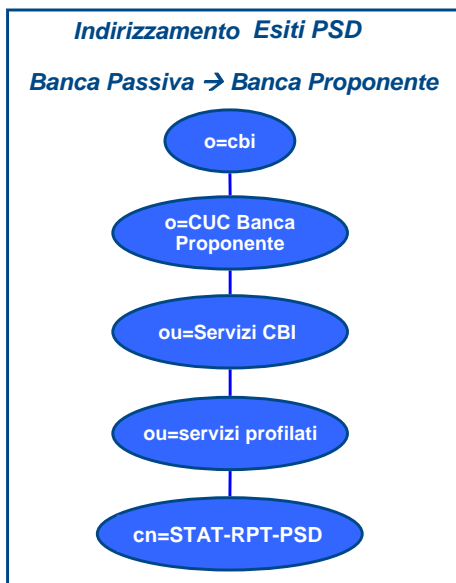 Indirizzamento Esiti PSD
Banca Passiva → Banca Proponente
o=cbi
o=CUC Banca
Proponente
ou=Servizi CBI
ou=servizi profilati
cn=STAT-RPT-PSD